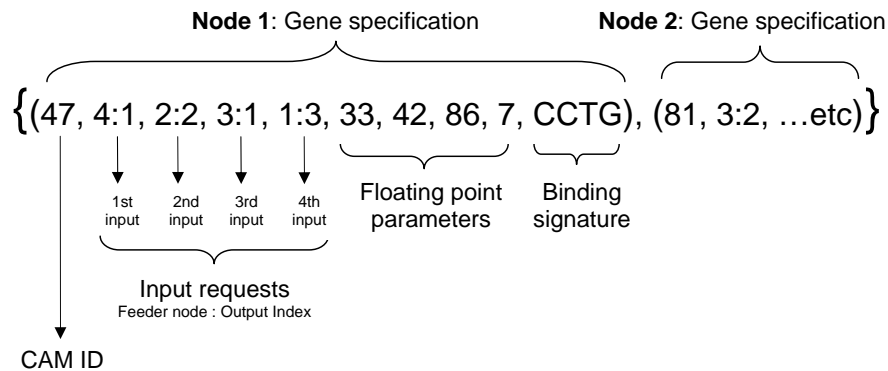 Node 1: Gene specification Node 2: Gene specification
{(47, 4:1, 2:2, 3:1, 1:3, 33, 42, 86, 7, CCTG), (81, 3:2, …etc)}
1st 2nd 3rd 4th
input input input input
Floating point Binding
parameters signature
Input requests
Feeder node : Output Index
CAM ID